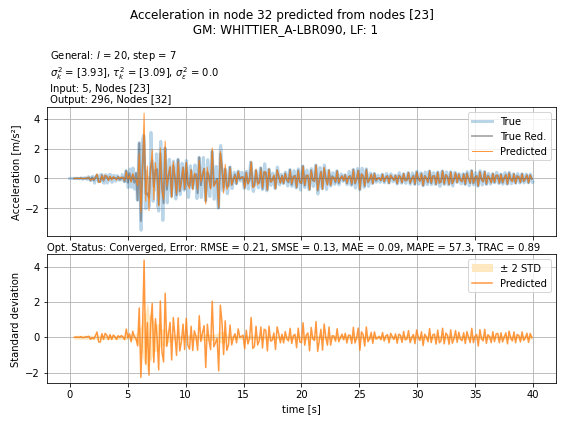 Acceleration in node 32 predicted from nodes [23]
GM: WHITTIER_A-LBR090, LF: 1
General: l = 20, step = 7
σ²ₖ = [3.93], τ²ₖ = [3.09], σ²ε = 0.0
Input: 5, Nodes [23]
Output: 296, Nodes [32]
Acceleration [m/s²]
4
2
0
−2
True
True Red.
Predicted
Opt. Status: Converged, Error: RMSE = 0.21, SMSE = 0.13, MAE = 0.09, MAPE = 57.3, TRAC = 0.89
Standard deviation
4
2
0
−2
± 2 STD
Predicted
0 5 10 15 20 25 30 35 40
time [s]